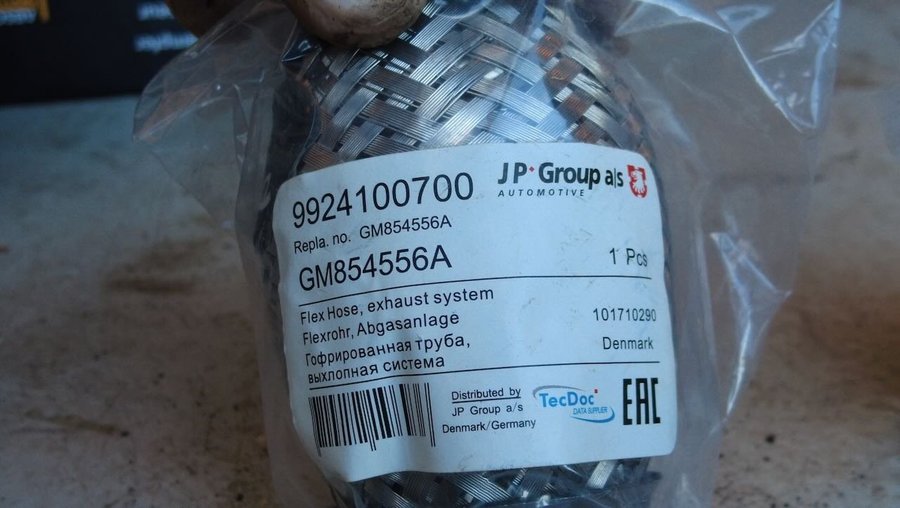 9924100700
JP Group a/s
AUTOMOTIVE
Repla. no. GM854556A
GM854556A
1 Pcs
Flex Hose, exhaust system
Flexrohr, Abgasanlage
101710290
Гофрированная труба,
выхлопная система
Denmark
Distributed by
JP Group a/s
Denmark/Germany
TecDoc
DATA SUPPLIER
EAC